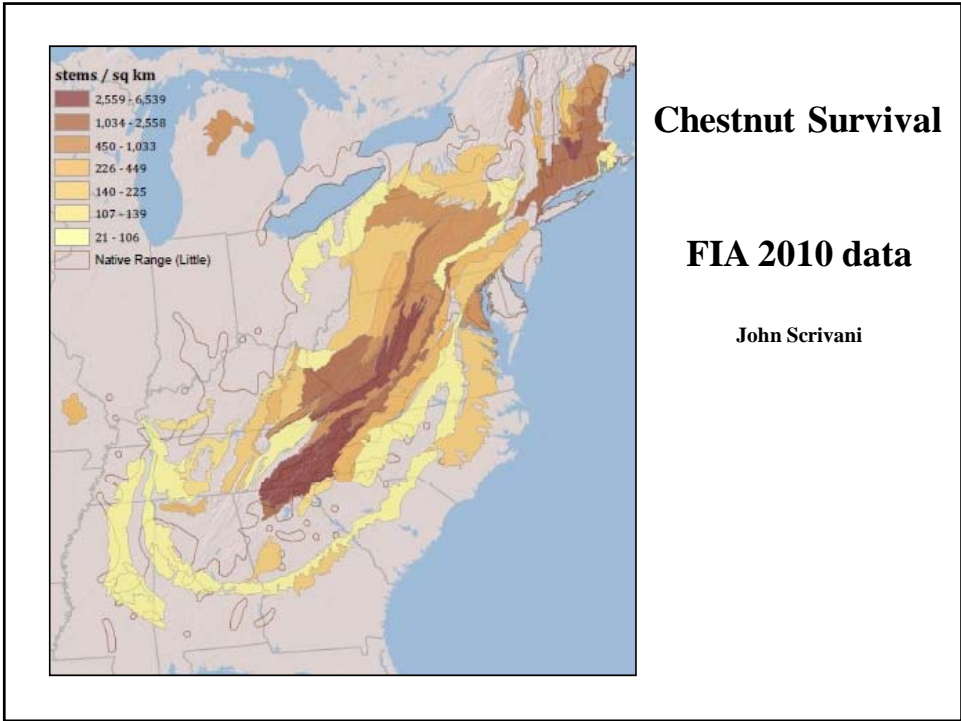 stems / sq km
2,559 - 6,539
1,034 - 2,558
450 - 1,033
226 - 449
140 - 225
107 - 139
21 - 106
Native Range (Little)
Chestnut Survival
FIA 2010 data
John Scrivani